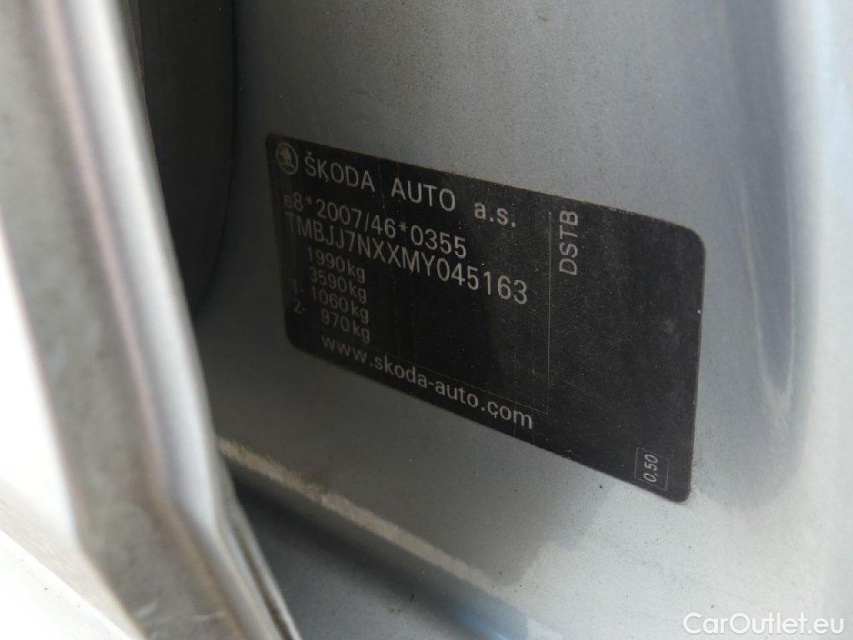 ŠKODA AUTO a.s.
e8*2007/46*0355
TMBJJ7NXXMY045163
1990kg
3590kg
1- 1060kg
2- 970kg
www.skoda-auto.com
DSTB
0.50
CarOutlet.eu